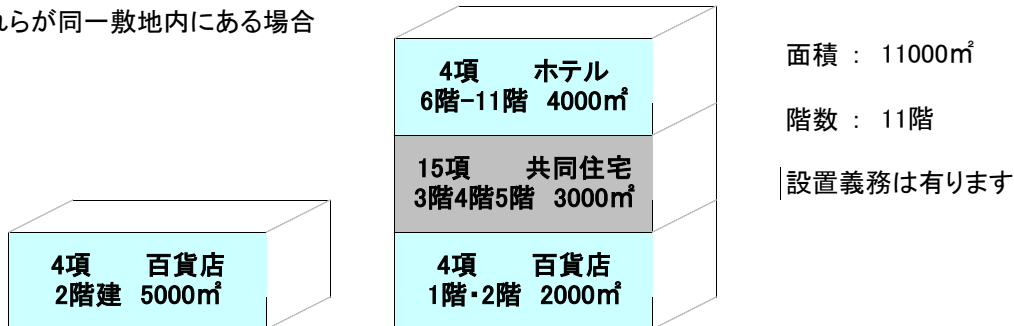 れらが同一敷地内にある場合
4項 ホテル
6階-11階 4000㎡
15項 共同住宅
3階4階5階 3000㎡
4項 百貨店
1階・2階 2000㎡
4項 百貨店
2階建 5000㎡
面積 : 11000㎡
階数 : 11階
設置義務は有ります